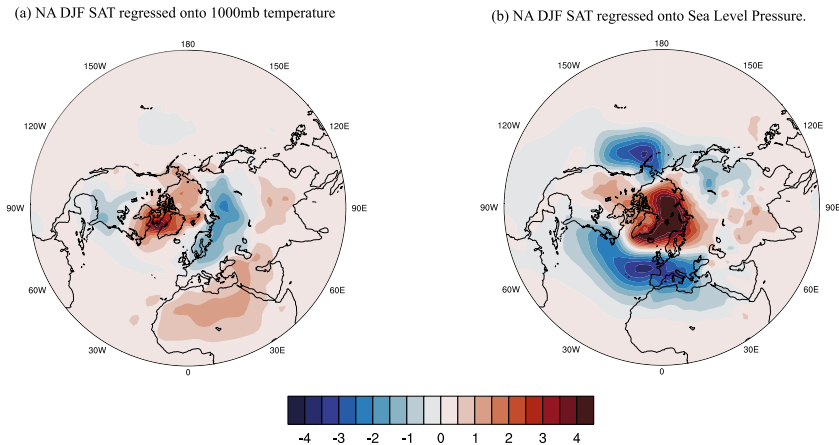 (a) NA DJF SAT regressed onto 1000mb temperature
(b) NA DJF SAT regressed onto Sea Level Pressure.
180
150W
150E
120W
120E
90W
90E
60W
60E
30W
30E
0
180
150W
150E
120W
120E
90W
90E
60W
60E
30W
30E
0
-4 -3 -2 -1 0 1 2 3 4